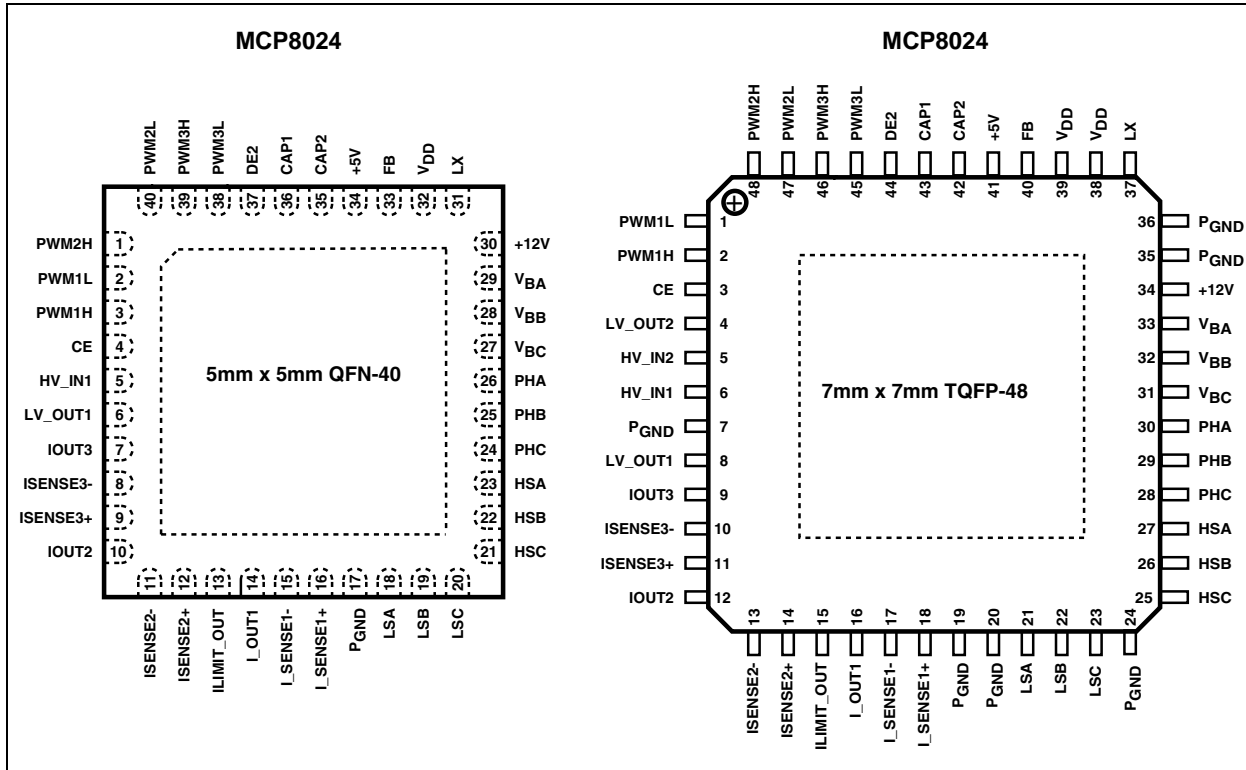 MCP8024
PWM2L
PWM3H
PWM3L
DE2
CAP1
CAP2
+5V
FB
VDD
LX
40
39
38
37
36
35
34
33
32
31
PWM2H 1
PWM1L 2
PWM1H 3
CE 4
HV_IN1 5
LV_OUT1 6
IOUT3 7
ISENSE3- 8
ISENSE3+ 9
IOUT2 10
5mm x 5mm QFN-40
30 +12V
29 VBA
28 VBB
27 VBC
26 PHA
25 PHB
24 PHC
23 HSA
22 HSB
21 HSC
11
12
13
14
15
16
17
18
19
20
ISENSE2-
ISENSE2+
ILIMIT_OUT
I_OUT1
I_SENSE1-
I_SENSE1+
PGND
LSA
LSB
LSC
MCP8024
PWM2H
PWM2L
PWM3H
PWM3L
DE2
CAP1
CAP2
+5V
FB
VDD
VDD
LX
48
47
46
45
44
43
42
41
40
39
38
37
PWM1L 1
PWM1H 2
CE 3
LV_OUT2 4
HV_IN2 5
HV_IN1 6
PGND 7
LV_OUT1 8
IOUT3 9
ISENSE3- 10
ISENSE3+ 11
IOUT2 12
7mm x 7mm TQFP-48
36 PGND
35 PGND
34 +12V
33 VBA
32 VBB
31 VBC
30 PHA
29 PHB
28 PHC
27 HSA
26 HSB
25 HSC
13
14
15
16
17
18
19
20
21
22
23
24
ISENSE2-
ISENSE2+
ILIMIT_OUT
I_OUT1
I_SENSE1-
I_SENSE1+
PGND
PGND
LSA
LSB
LSC
PGND